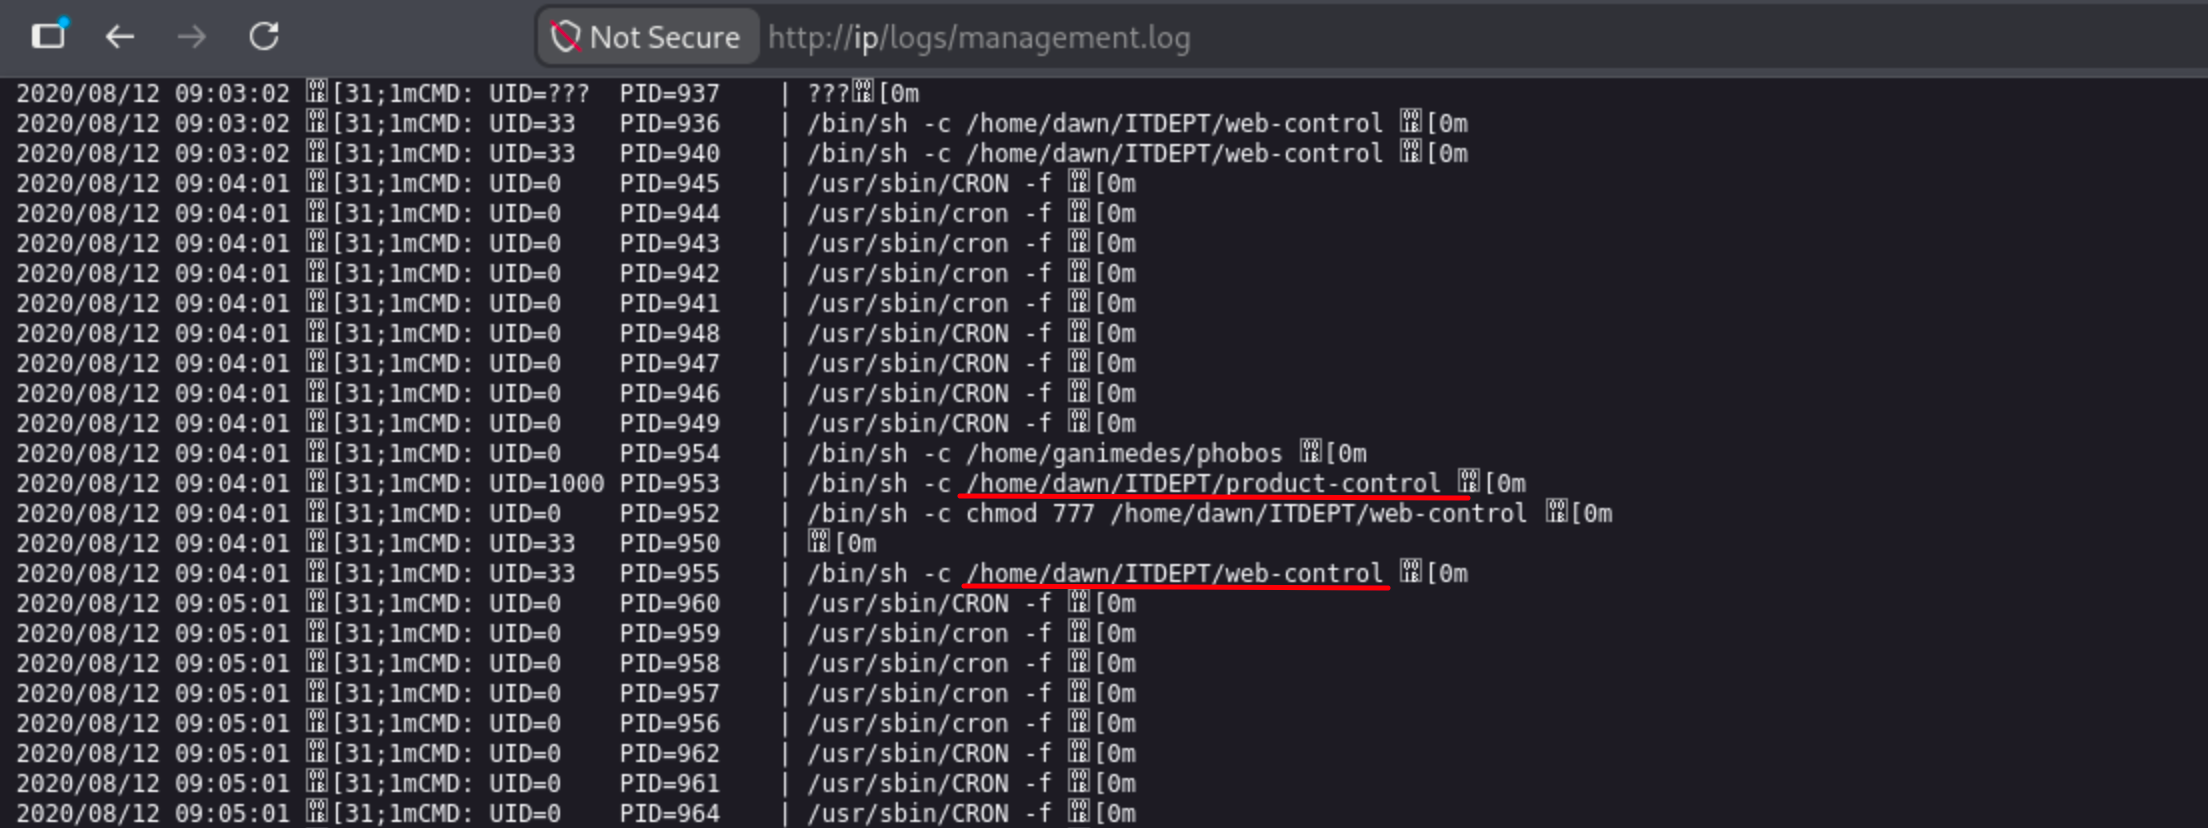 Not Secure http://ip/logs/management.log
2020/08/12 09:03:02 [31;1mCMD: UID=??? PID=937 | ???[0m
2020/08/12 09:03:02 [31;1mCMD: UID=33 PID=936 | /bin/sh -c /home/dawn/ITDEPT/web-control [0m
2020/08/12 09:03:02 [31;1mCMD: UID=33 PID=940 | /bin/sh -c /home/dawn/ITDEPT/web-control [0m
2020/08/12 09:04:01 [31;1mCMD: UID=0 PID=945 | /usr/sbin/CRON -f [0m
2020/08/12 09:04:01 [31;1mCMD: UID=0 PID=944 | /usr/sbin/cron -f [0m
2020/08/12 09:04:01 [31;1mCMD: UID=0 PID=943 | /usr/sbin/cron -f [0m
2020/08/12 09:04:01 [31;1mCMD: UID=0 PID=942 | /usr/sbin/cron -f [0m
2020/08/12 09:04:01 [31;1mCMD: UID=0 PID=941 | /usr/sbin/cron -f [0m
2020/08/12 09:04:01 [31;1mCMD: UID=0 PID=948 | /usr/sbin/CRON -f [0m
2020/08/12 09:04:01 [31;1mCMD: UID=0 PID=947 | /usr/sbin/CRON -f [0m
2020/08/12 09:04:01 [31;1mCMD: UID=0 PID=946 | /usr/sbin/CRON -f [0m
2020/08/12 09:04:01 [31;1mCMD: UID=0 PID=949 | /usr/sbin/CRON -f [0m
2020/08/12 09:04:01 [31;1mCMD: UID=0 PID=954 | /bin/sh -c /home/ganimedes/phobos [0m
2020/08/12 09:04:01 [31;1mCMD: UID=1000 PID=953 | /bin/sh -c /home/dawn/ITDEPT/product-control [0m
2020/08/12 09:04:01 [31;1mCMD: UID=0 PID=952 | /bin/sh -c chmod 777 /home/dawn/ITDEPT/web-control [0m
2020/08/12 09:04:01 [31;1mCMD: UID=33 PID=950 | [0m
2020/08/12 09:04:01 [31;1mCMD: UID=33 PID=955 | /bin/sh -c /home/dawn/ITDEPT/web-control [0m
2020/08/12 09:05:01 [31;1mCMD: UID=0 PID=960 | /usr/sbin/CRON -f [0m
2020/08/12 09:05:01 [31;1mCMD: UID=0 PID=959 | /usr/sbin/cron -f [0m
2020/08/12 09:05:01 [31;1mCMD: UID=0 PID=958 | /usr/sbin/cron -f [0m
2020/08/12 09:05:01 [31;1mCMD: UID=0 PID=957 | /usr/sbin/cron -f [0m
2020/08/12 09:05:01 [31;1mCMD: UID=0 PID=956 | /usr/sbin/cron -f [0m
2020/08/12 09:05:01 [31;1mCMD: UID=0 PID=962 | /usr/sbin/CRON -f [0m
2020/08/12 09:05:01 [31;1mCMD: UID=0 PID=961 | /usr/sbin/CRON -f [0m
2020/08/12 09:05:01 [31;1mCMD: UID=0 PID=964 | /usr/sbin/CRON -f [0m